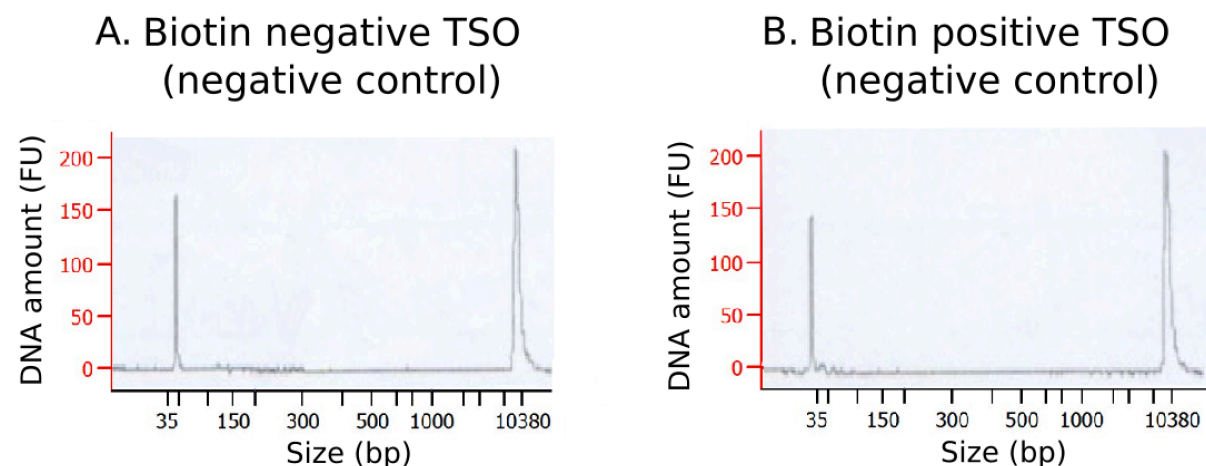 A. Biotin negative TSO
(negative control)
DNA amount (FU)
200
150
100
50
0
35 150 300 500 1000 10380
Size (bp)
B. Biotin positive TSO
(negative control)
DNA amount (FU)
200
150
100
50
0
35 150 300 500 1000 10380
Size (bp)